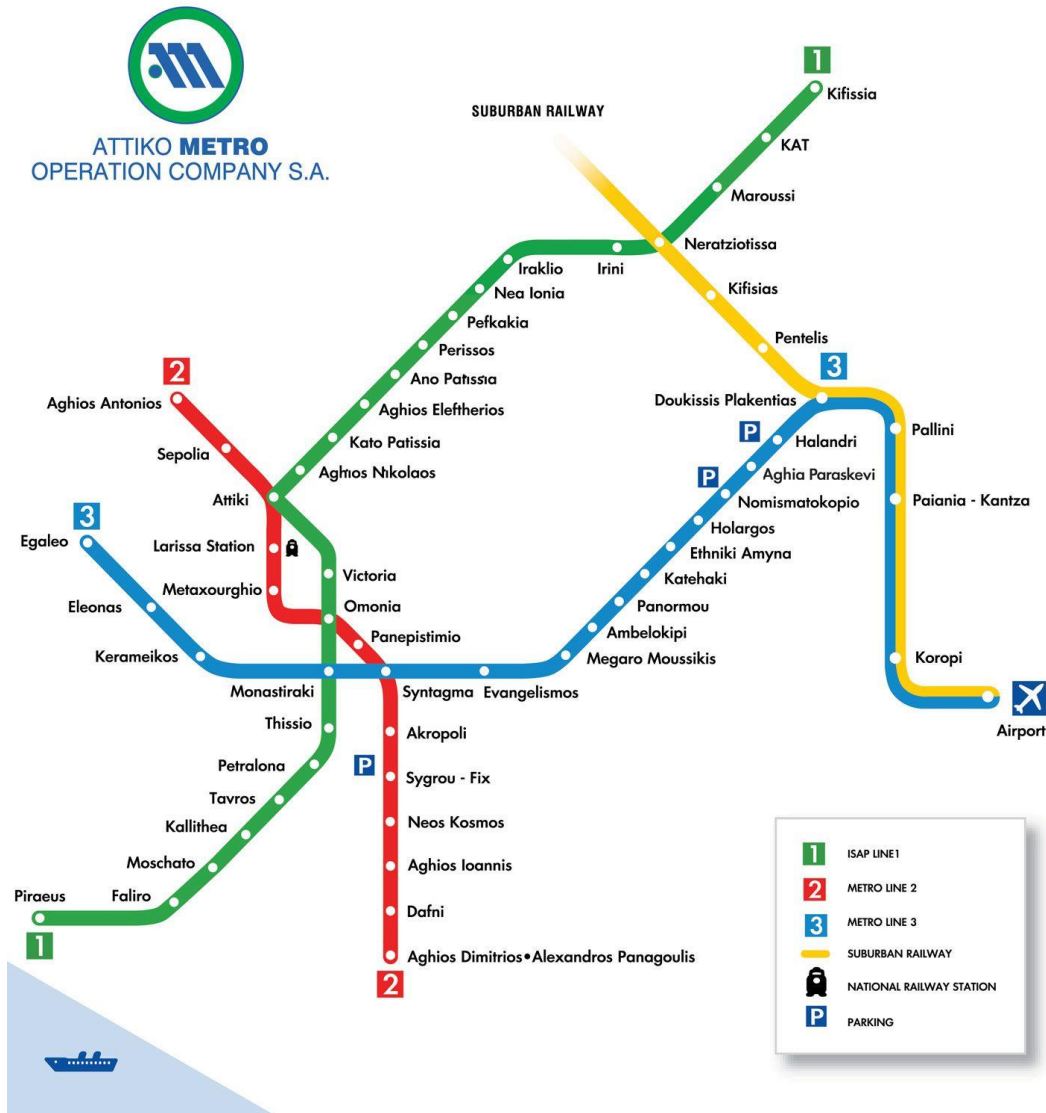 ATTIKO METRO
OPERATION COMPANY S.A.
SUBURBAN RAILWAY
1
Kifissia
KAT
Maroussi
Neratziotissa
Irini
Iraklio
Nea Ionia
Kifisias
Pefkakia
Pentelis
Perissos
3
2
Ano Patissia
Aghios Antonios
Aghios Eleftherios
Doukissis Plakentias
Pallini
P
Halandri
Kato Patissia
Sepolia
Aghios Nikolaos
P
Aghia Paraskevi
Attiki
Nomismatokopio
Paiania - Kantza
3
Holargos
Egaleo
Larissa Station
Ethniki Amyna
Victoria
Katehaki
Metaxourghio
Eleonas
Omonia
Panormou
Panepistimio
Ambelokipi
Kerameikos
Megaro Moussikis
Koropi
Monastiraki
Syntagma
Evangelismos
Thissio
Akropoli
Airport
Petralona
P
Sygrou - Fix
Tavros
Kallithea
Neos Kosmos
Moschato
Aghios Ioannis
Piraeus
Faliro
Dafni
1
Aghios Dimitrios•Alexandros Panagoulis
2
1 ISAP LINE1
2 METRO LINE 2
3 METRO LINE 3
SUBURBAN RAILWAY
NATIONAL RAILWAY STATION
P PARKING